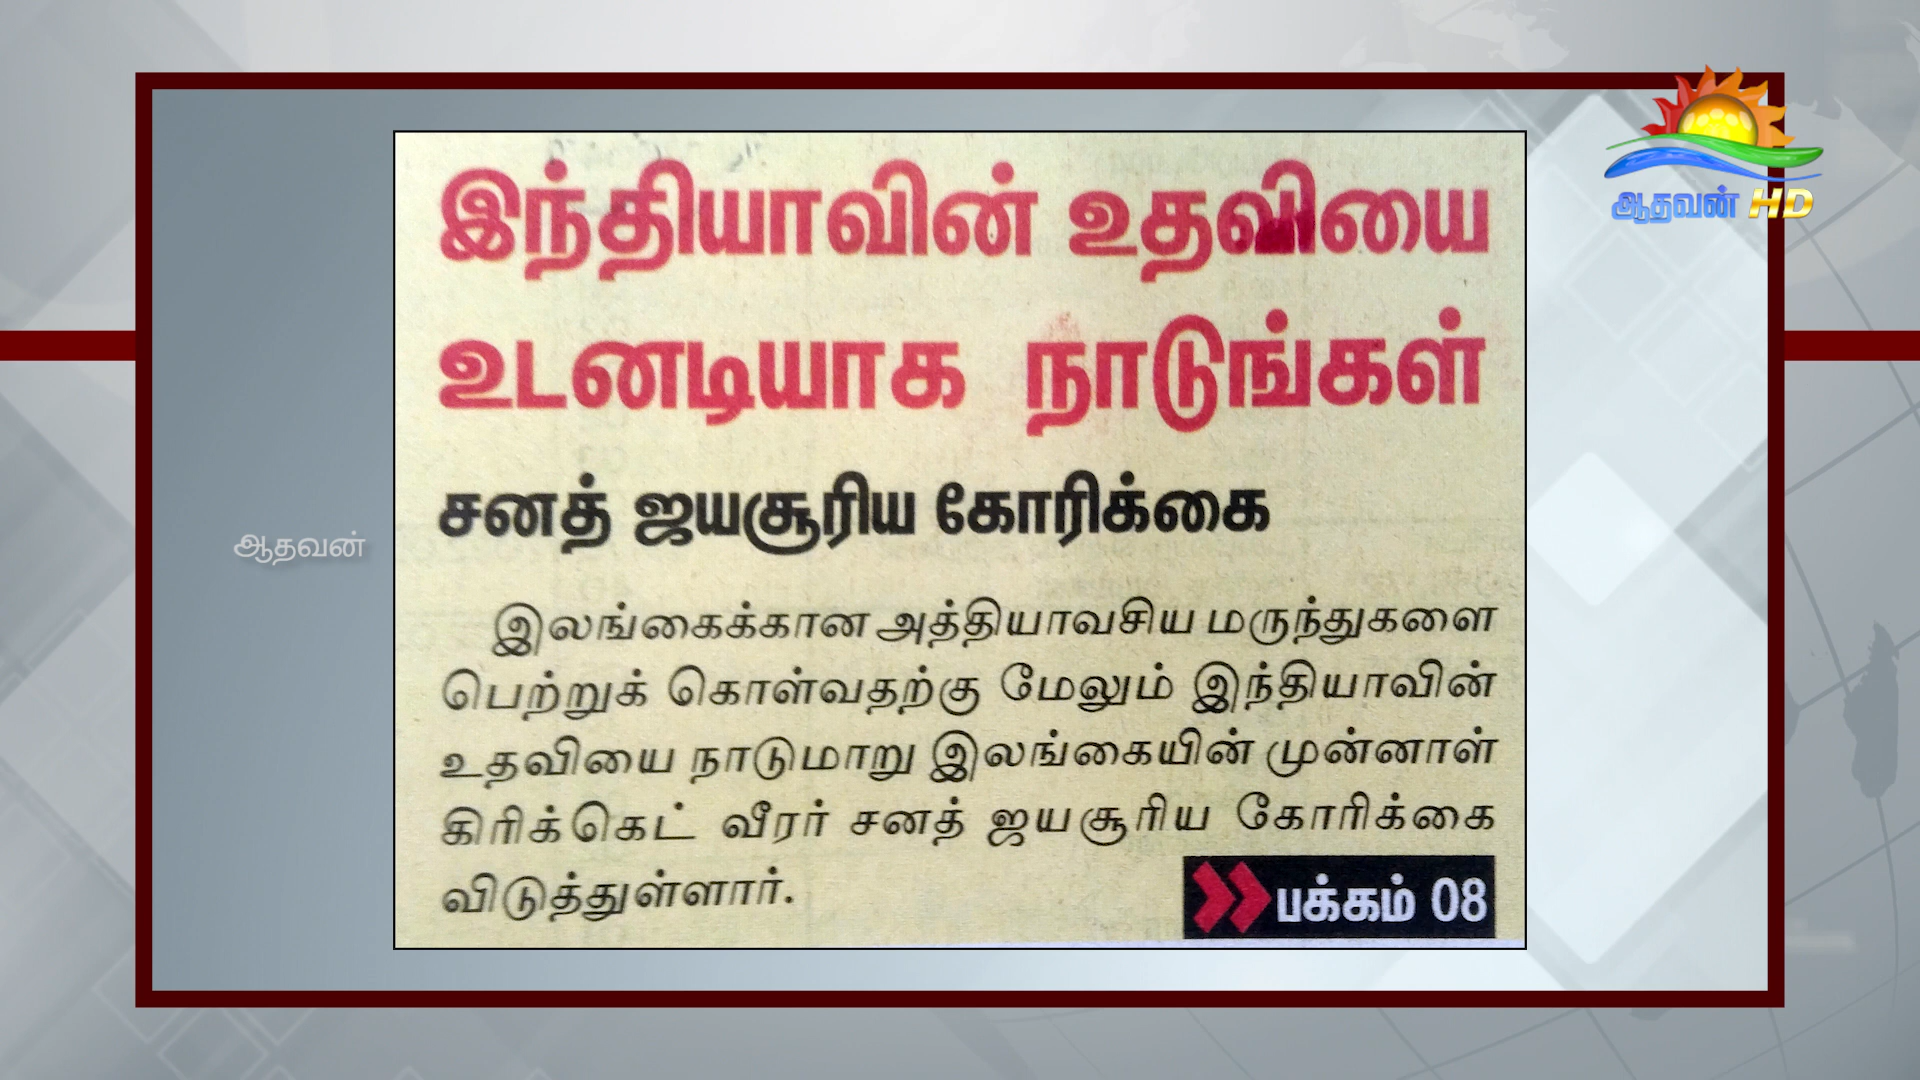 ஆதவன் HD
இந்தியாவின் உதவியை
உடனடியாக நாடுங்கள்
சனத் ஜயசூரிய கோரிக்கை
ஆதவன்
இலங்கைக்கான அத்தியாவசிய மருந்துகளை
பெற்றுக் கொள்வதற்கு மேலும் இந்தியாவின்
உதவியை நாடுமாறு இலங்கையின் முன்னாள்
கிரிக்கெட் வீரர் சனத் ஜயசூரிய கோரிக்கை
விடுத்துள்ளார்.
பக்கம் 08